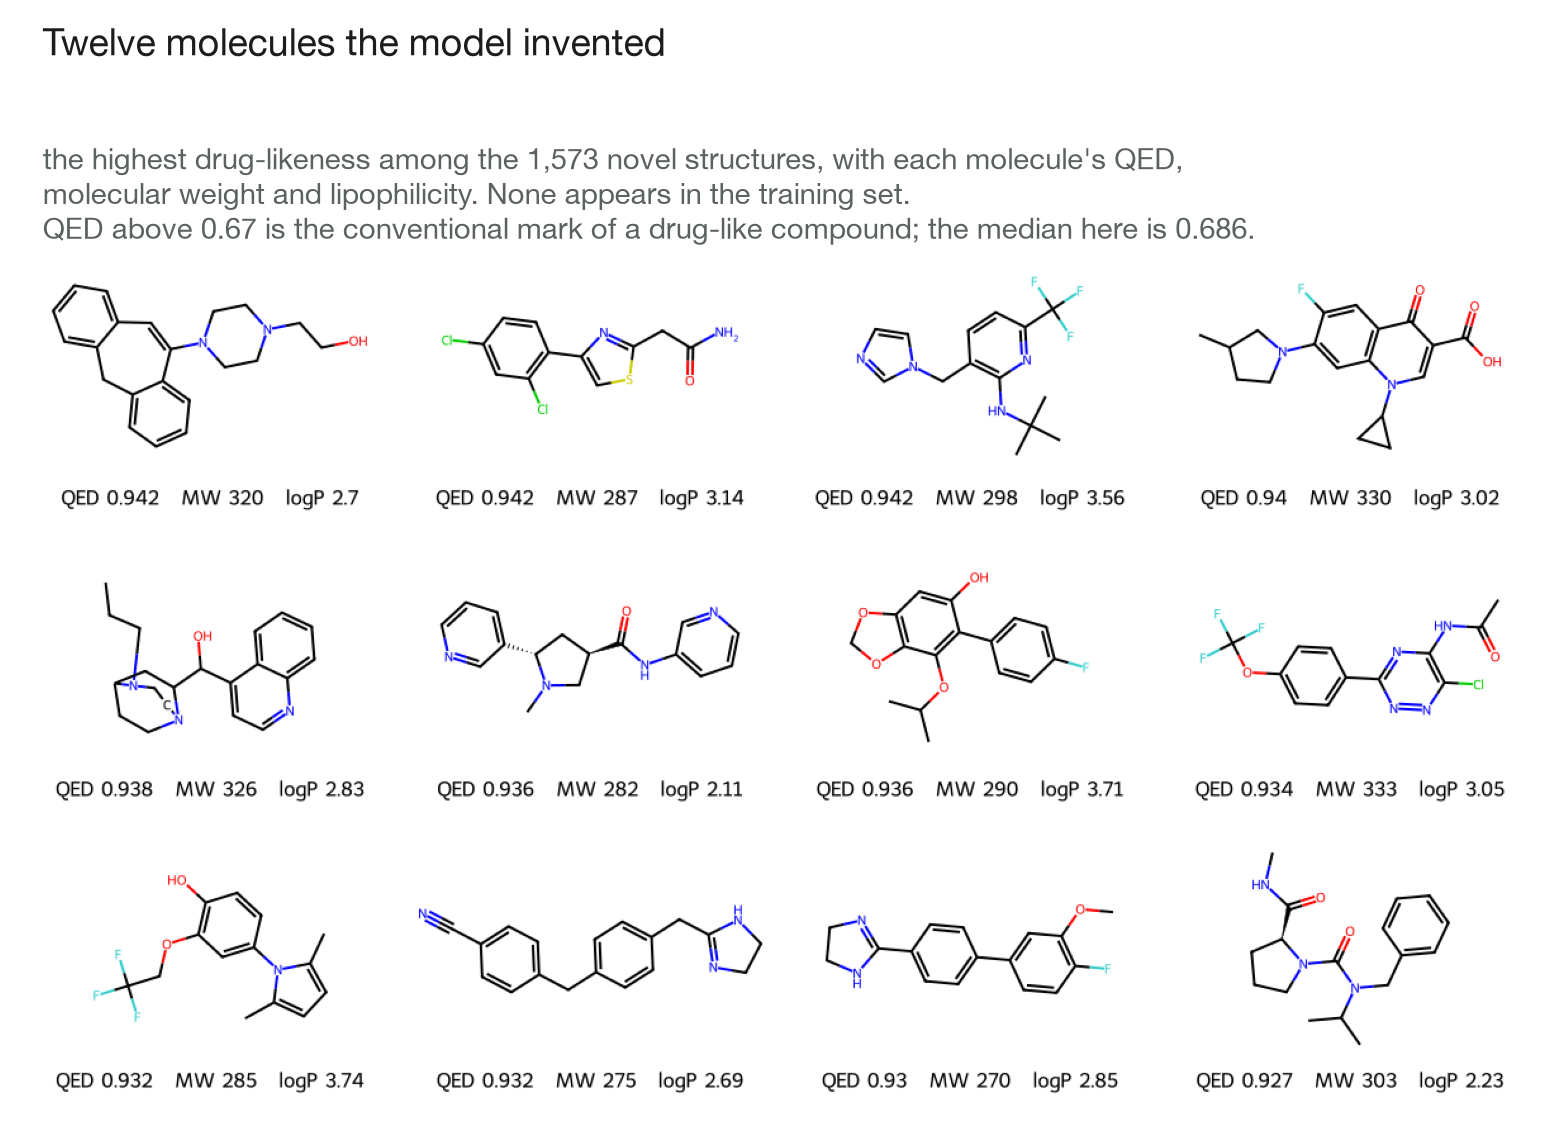 Twelve molecules the model invented
the highest drug-likeness among the 1,573 novel structures, with each molecule's QED,
molecular weight and lipophilicity. None appears in the training set.
QED above 0.67 is the conventional mark of a drug-like compound; the median here is 0.686.
N N OH
Cl Cl N S O NH2
N N N HN F F F
F N N O O OH
QED 0.942 MW 320 logP 2.7
QED 0.942 MW 287 logP 3.14
QED 0.942 MW 298 logP 3.56
QED 0.94 MW 330 logP 3.02
N C N OH N
N N O N H N
O O OH O F
F F F O N N N HN O Cl
QED 0.938 MW 326 logP 2.83
QED 0.936 MW 282 logP 2.11
QED 0.936 MW 290 logP 3.71
QED 0.934 MW 333 logP 3.05
HO O F F F N
N H N N
N N H O F
HN O N O N
QED 0.932 MW 285 logP 3.74
QED 0.932 MW 275 logP 2.69
QED 0.93 MW 270 logP 2.85
QED 0.927 MW 303 logP 2.23